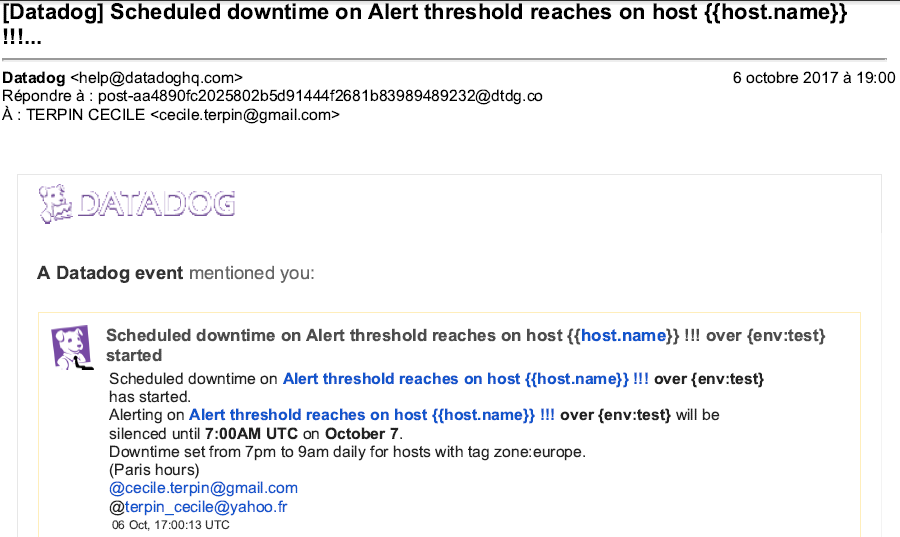 [Datadog] Scheduled downtime on Alert threshold reaches on host {{host.name}}
!!!...
Datadog <help@datadoghq.com>
6 octobre 2017 à 19:00
Répondre à : post-aa4890fc2025802b5d91444f2681b83989489232@dtdg.co
À : TERPIN CECILE <cecile.terpin@gmail.com>
DATADOG
A Datadog event mentioned you:
Scheduled downtime on Alert threshold reaches on host {{host.name}} !!! over {env:test}
started
Scheduled downtime on Alert threshold reaches on host {{host.name}} !!! over {env:test}
has started.
Alerting on Alert threshold reaches on host {{host.name}} !!! over {env:test} will be
silenced until 7:00AM UTC on October 7.
Downtime set from 7pm to 9am daily for hosts with tag zone:europe.
(Paris hours)
@cecile.terpin@gmail.com
@terpin_cecile@yahoo.fr
06 Oct, 17:00:13 UTC